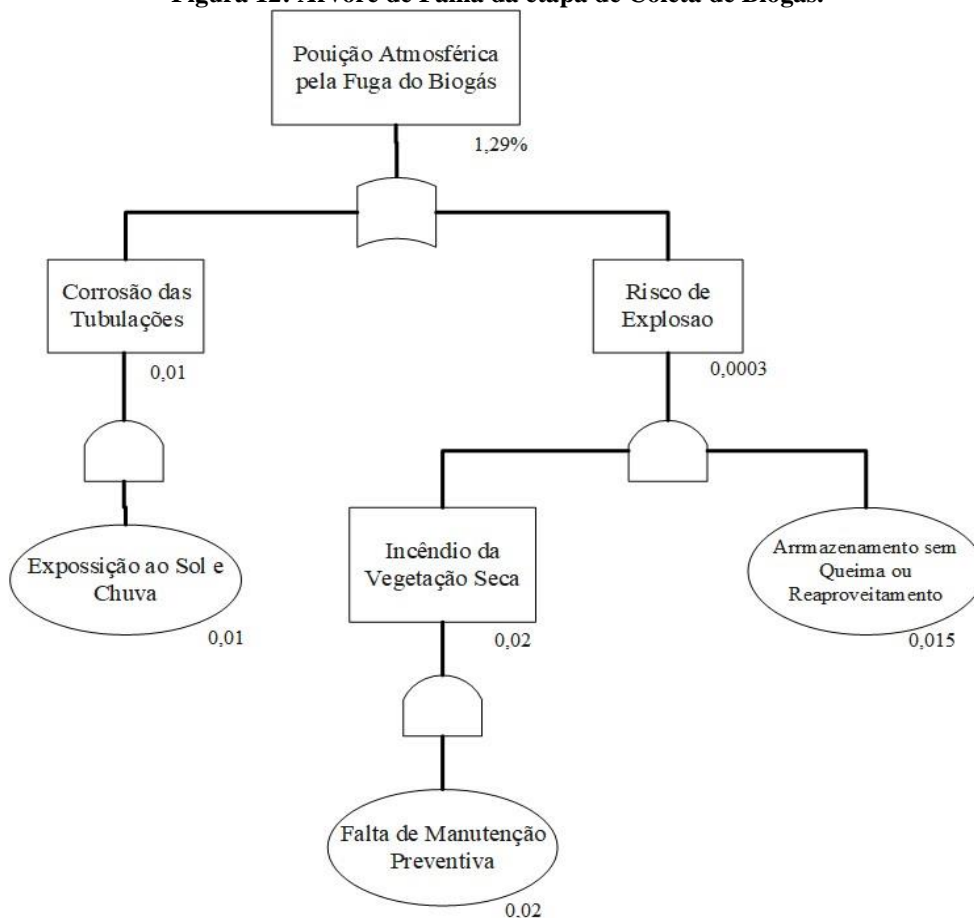 Figura 12: Árvore de Falha da etapa de Coleta de Biogás.
Pouição Atmosférica
pela Fuga do Biogás
1,29%
Corrosão das
Tubulações
0,01
Risco de
Explosao
0,0003
Expossição ao Sol e
Chuva
0,01
Incêndio da
Vegetação Seca
0,02
Arrmazenamento sem
Queima ou
Reaproveitamento
0,015
Falta de Manutenção
Preventiva
0,02